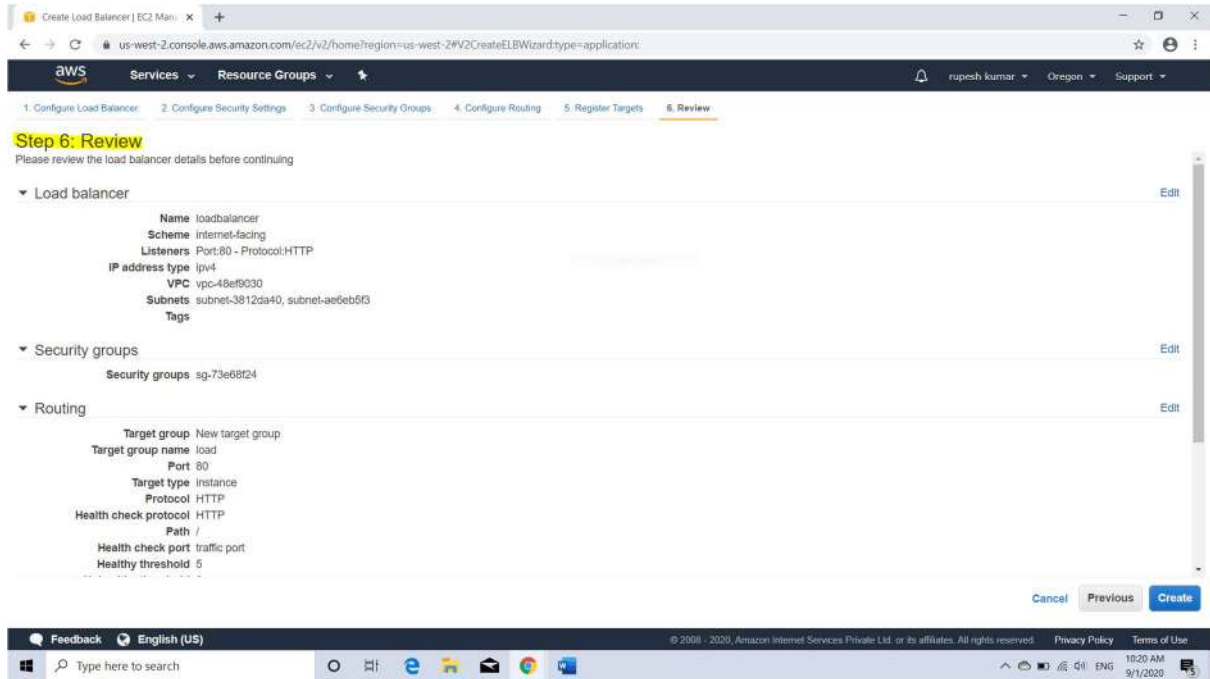 Create Load Balancer | EC2 Man
us-west-2.console.aws.amazon.com/ec2/v2/home?region=us-west-2#V2CreateELBWizard:type=application:
aws Services Resource Groups rupesh kumar Oregon Support
1. Configure Load Balancer 2. Configure Security Settings 3. Configure Security Groups 4. Configure Routing 5. Register Targets 6. Review
Step 6: Review
Please review the load balancer details before continuing
Load balancer Edit
Name loadbalancer
Scheme internet-facing
Listeners Port:80 - Protocol:HTTP
IP address type ipv4
VPC vpc-48ef9030
Subnets subnet-3812da40, subnet-ae6eb5f3
Tags
Security groups Edit
Security groups sg-73e68f24
Routing Edit
Target group New target group
Target group name load
Port 80
Target type instance
Protocol HTTP
Health check protocol HTTP
Path /
Health check port traffic port
Healthy threshold 5
Cancel Previous Create
Feedback English (US) © 2008 - 2020, Amazon Internet Services Private Ltd. or its affiliates. All rights reserved. Privacy Policy Terms of Use
Type here to search ENG 10:20 AM
9/1/2020